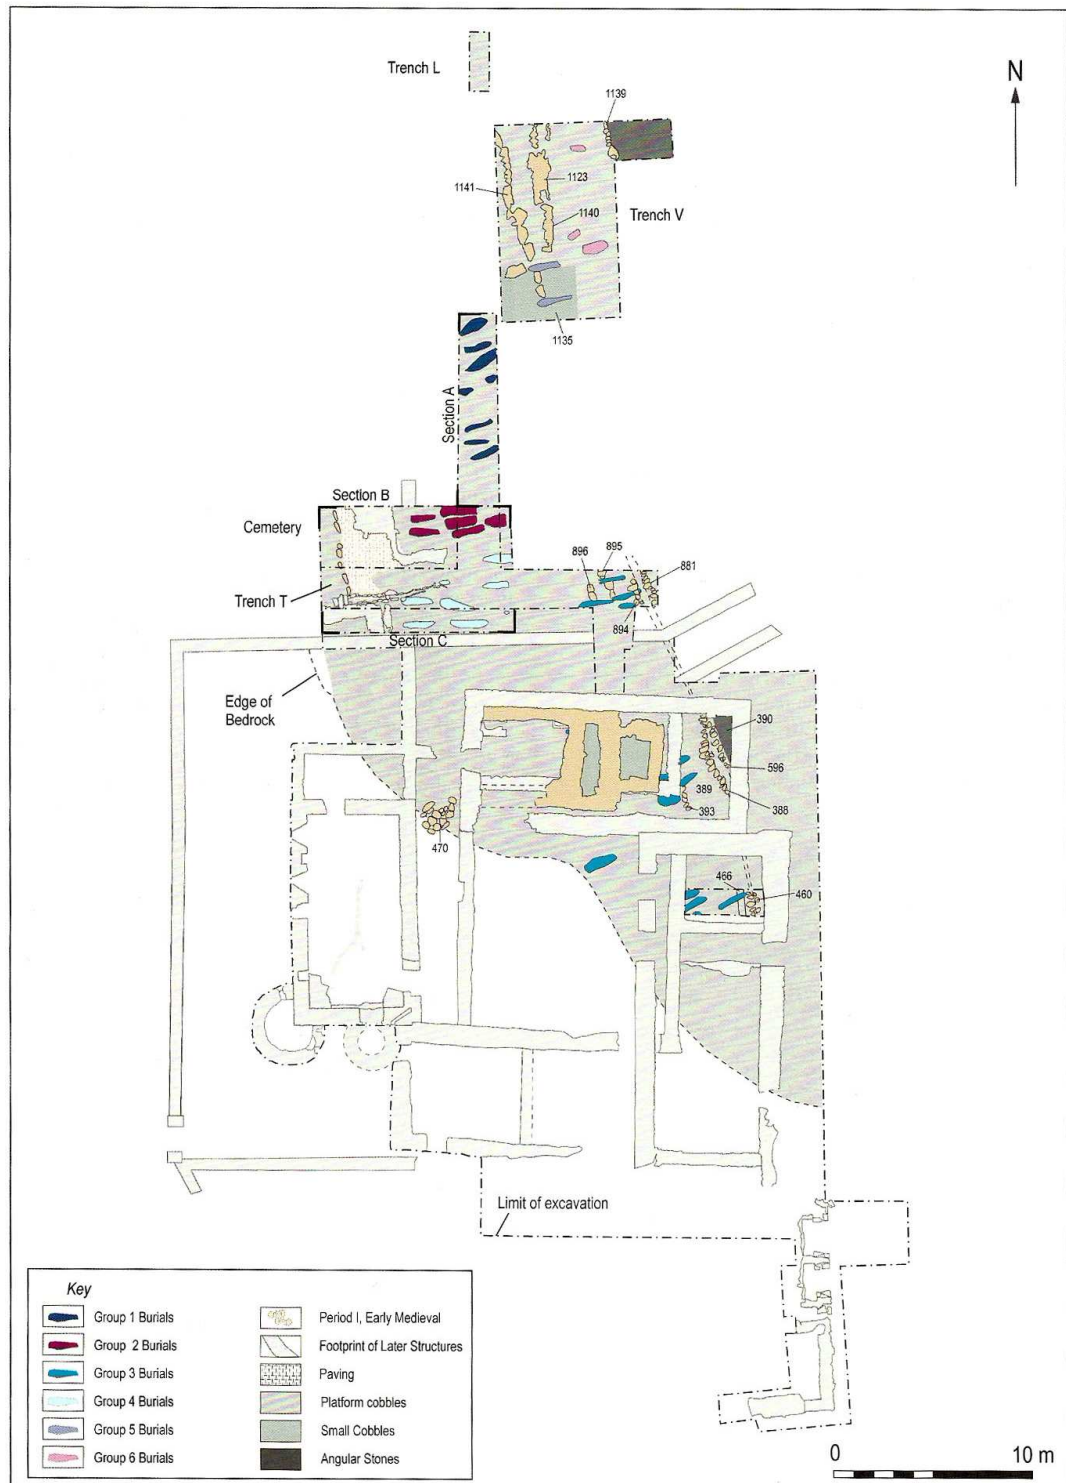 Trench L
N
1139
1123
1141
1140
Trench V
1135
Section A
Section B
Cemetery
896
895
881
Trench T
894
Section C
Edge of
Bedrock
390
596
389
393
388
470
466
460
Limit of excavation
Key
Group 1 Burials
Group 2 Burials
Group 3 Burials
Group 4 Burials
Group 5 Burials
Group 6 Burials
Period I, Early Medieval
Footprint of Later Structures
Paving
Platform cobbles
Small Cobbles
Angular Stones
0
10 m